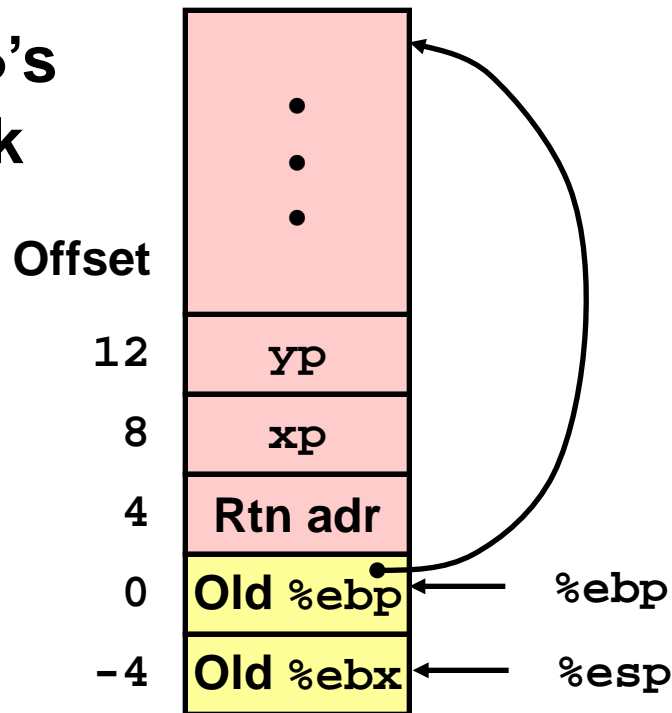 ’s
k
Offset
12 yp
8 xp
4 Rtn adr
0 Old %ebp %ebp
-4 Old %ebx %esp